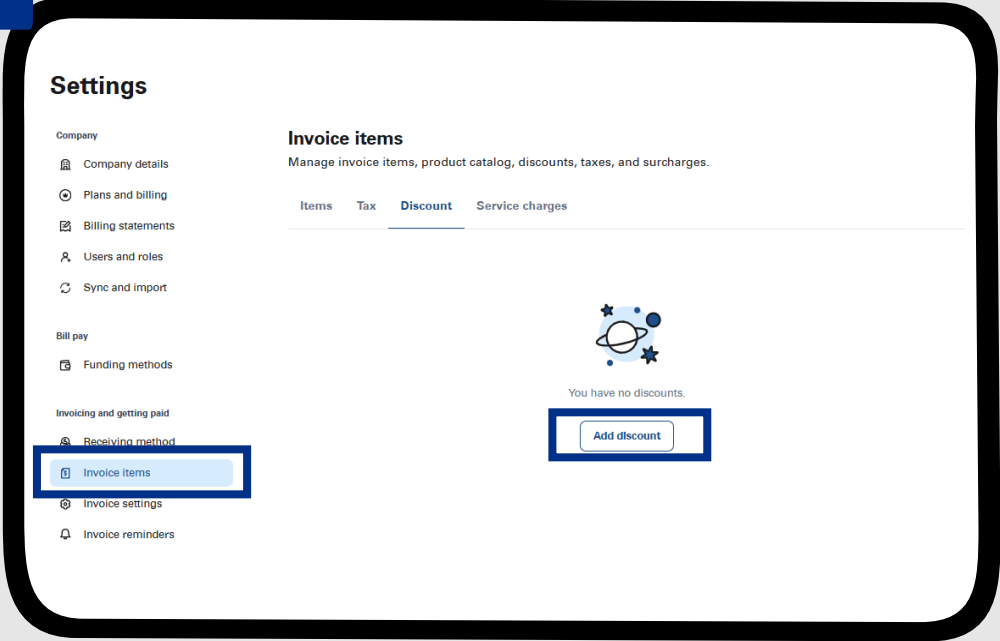 Settings
Company
Company details
Plans and billing
Billing statements
Users and roles
Sync and import
Bill pay
Funding methods
Invoicing and getting paid
Receiving method
Invoice items
Invoice settings
Invoice reminders
Invoice items
Manage invoice items, product catalog, discounts, taxes, and surcharges.
Items Tax Discount Service charges
You have no discounts.
Add discount